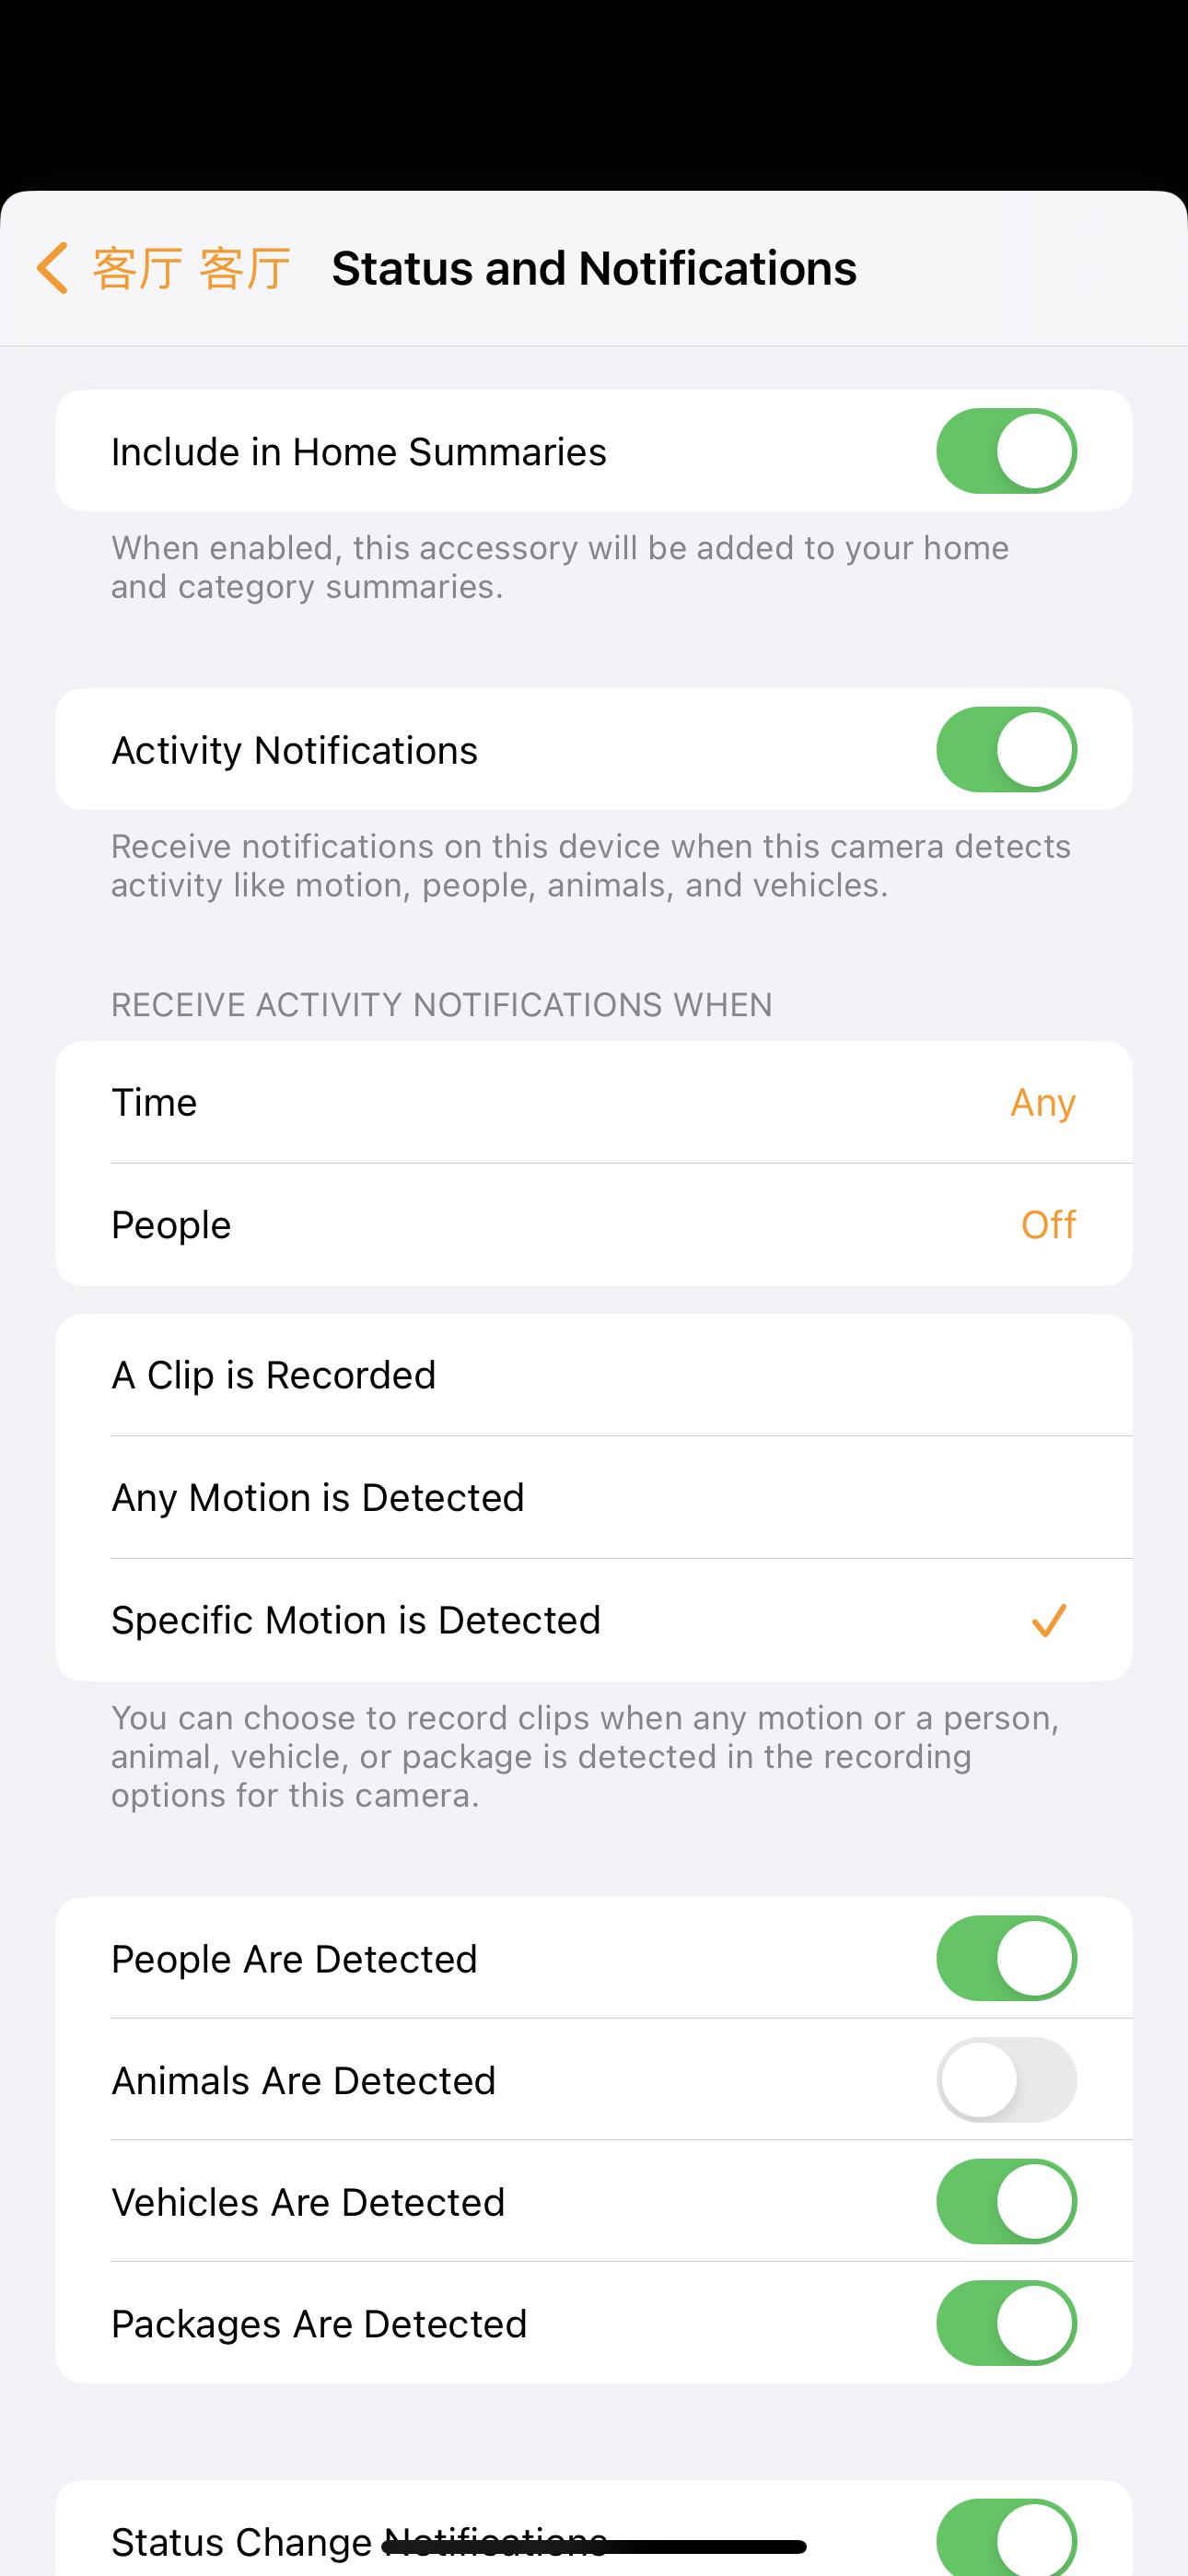 客厅 客厅 Status and Notifications
Include in Home Summaries
When enabled, this accessory will be added to your home
and category summaries.
Activity Notifications
Receive notifications on this device when this camera detects
activity like motion, people, animals, and vehicles.
RECEIVE ACTIVITY NOTIFICATIONS WHEN
Time Any
People Off
A Clip is Recorded
Any Motion is Detected
Specific Motion is Detected
You can choose to record clips when any motion or a person,
animal, vehicle, or package is detected in the recording
options for this camera.
People Are Detected
Animals Are Detected
Vehicles Are Detected
Packages Are Detected
Status Change Notifications